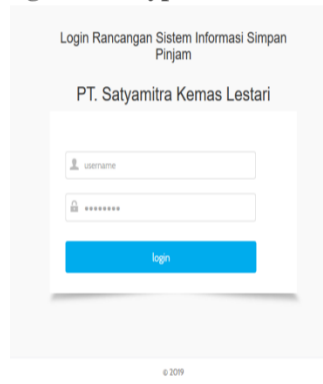 Login Rancangan Sistem Informasi Simpan
Pinjam
PT. Satyamitra Kemas Lestari
username
••••••••
login
© 2019